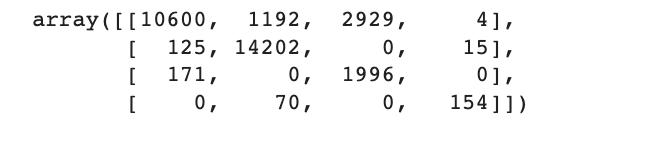 array([[10600, 1192, 2929, 4],
[ 125, 14202, 0, 15],
[ 171, 0, 1996, 0],
[ 0, 70, 0, 154]])